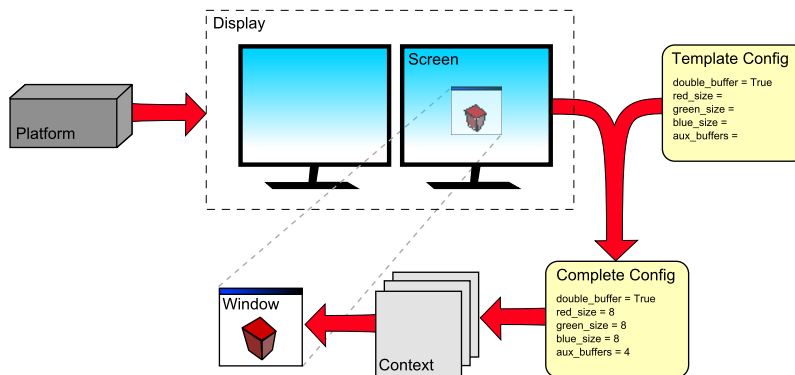 Display
Screen
Platform
Template Config
double_buffer = True
red_size =
green_size =
blue_size =
aux_buffers =
Window
Context
Complete Config
double_buffer = True
red_size = 8
green_size = 8
blue_size = 8
aux_buffers = 4